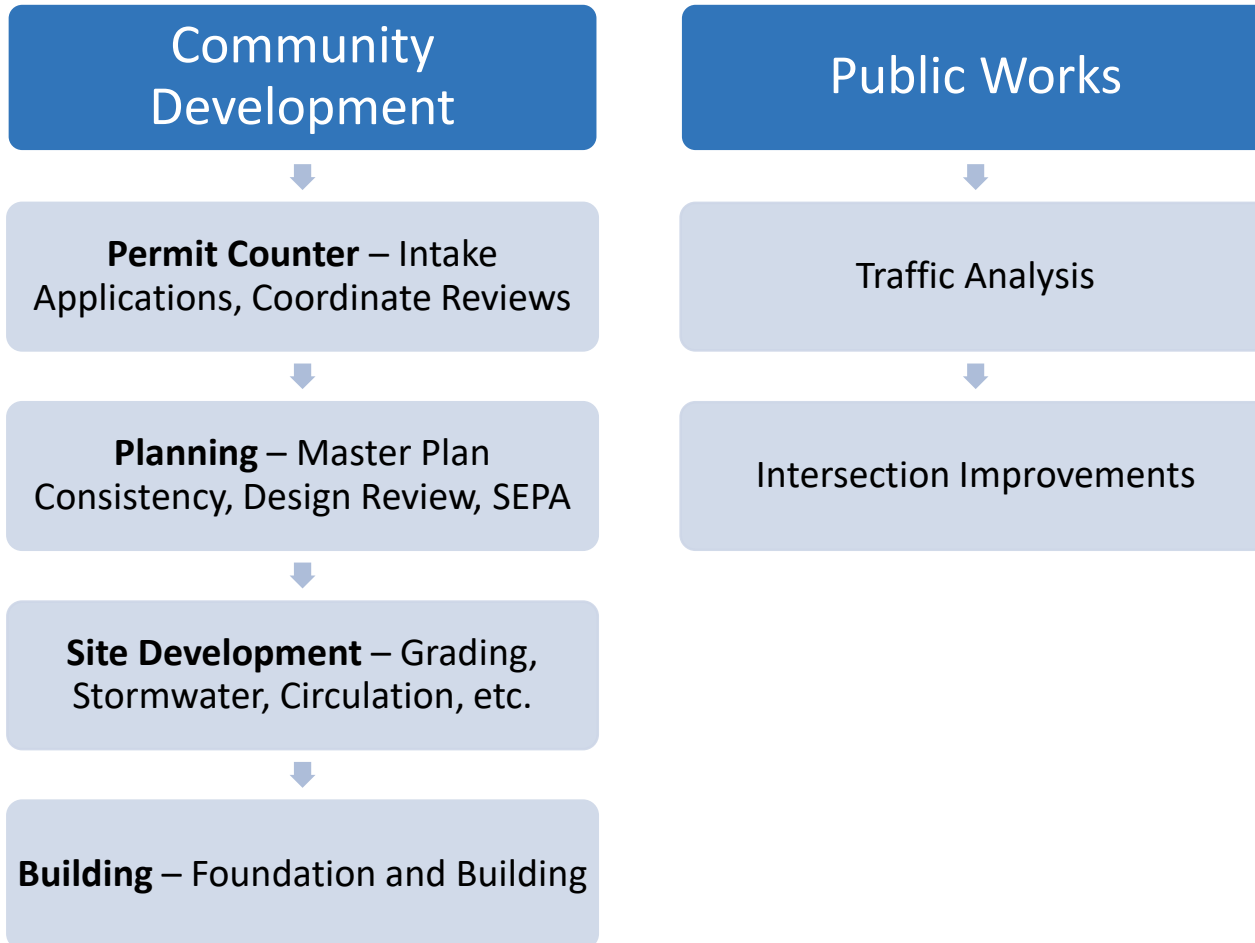 Community
Development
Permit Counter – Intake
Applications, Coordinate Reviews
Planning – Master Plan
Consistency, Design Review, SEPA
Site Development – Grading,
Stormwater, Circulation, etc.
Building – Foundation and Building
Public Works
Traffic Analysis
Intersection Improvements